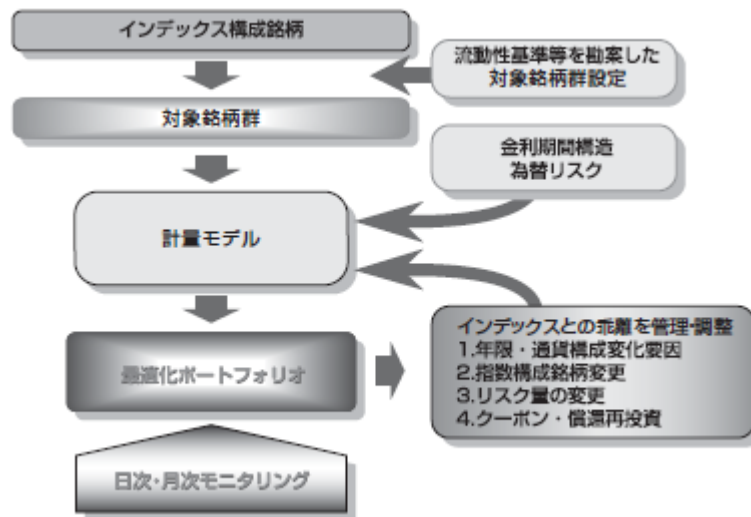 インデックス構成銘柄
流動性基準等を勘案した
対象銘柄群設定
対象銘柄群
金利期間構造
為替リスク
計量モデル
最適化ポートフォリオ
インデックスとの乖離を管理・調整
1.年限・通貨構成変化要因
2.指数構成銘柄変更
3.リスク量の変更
4.クーポン・償還再投資
日次・月次モニタリング